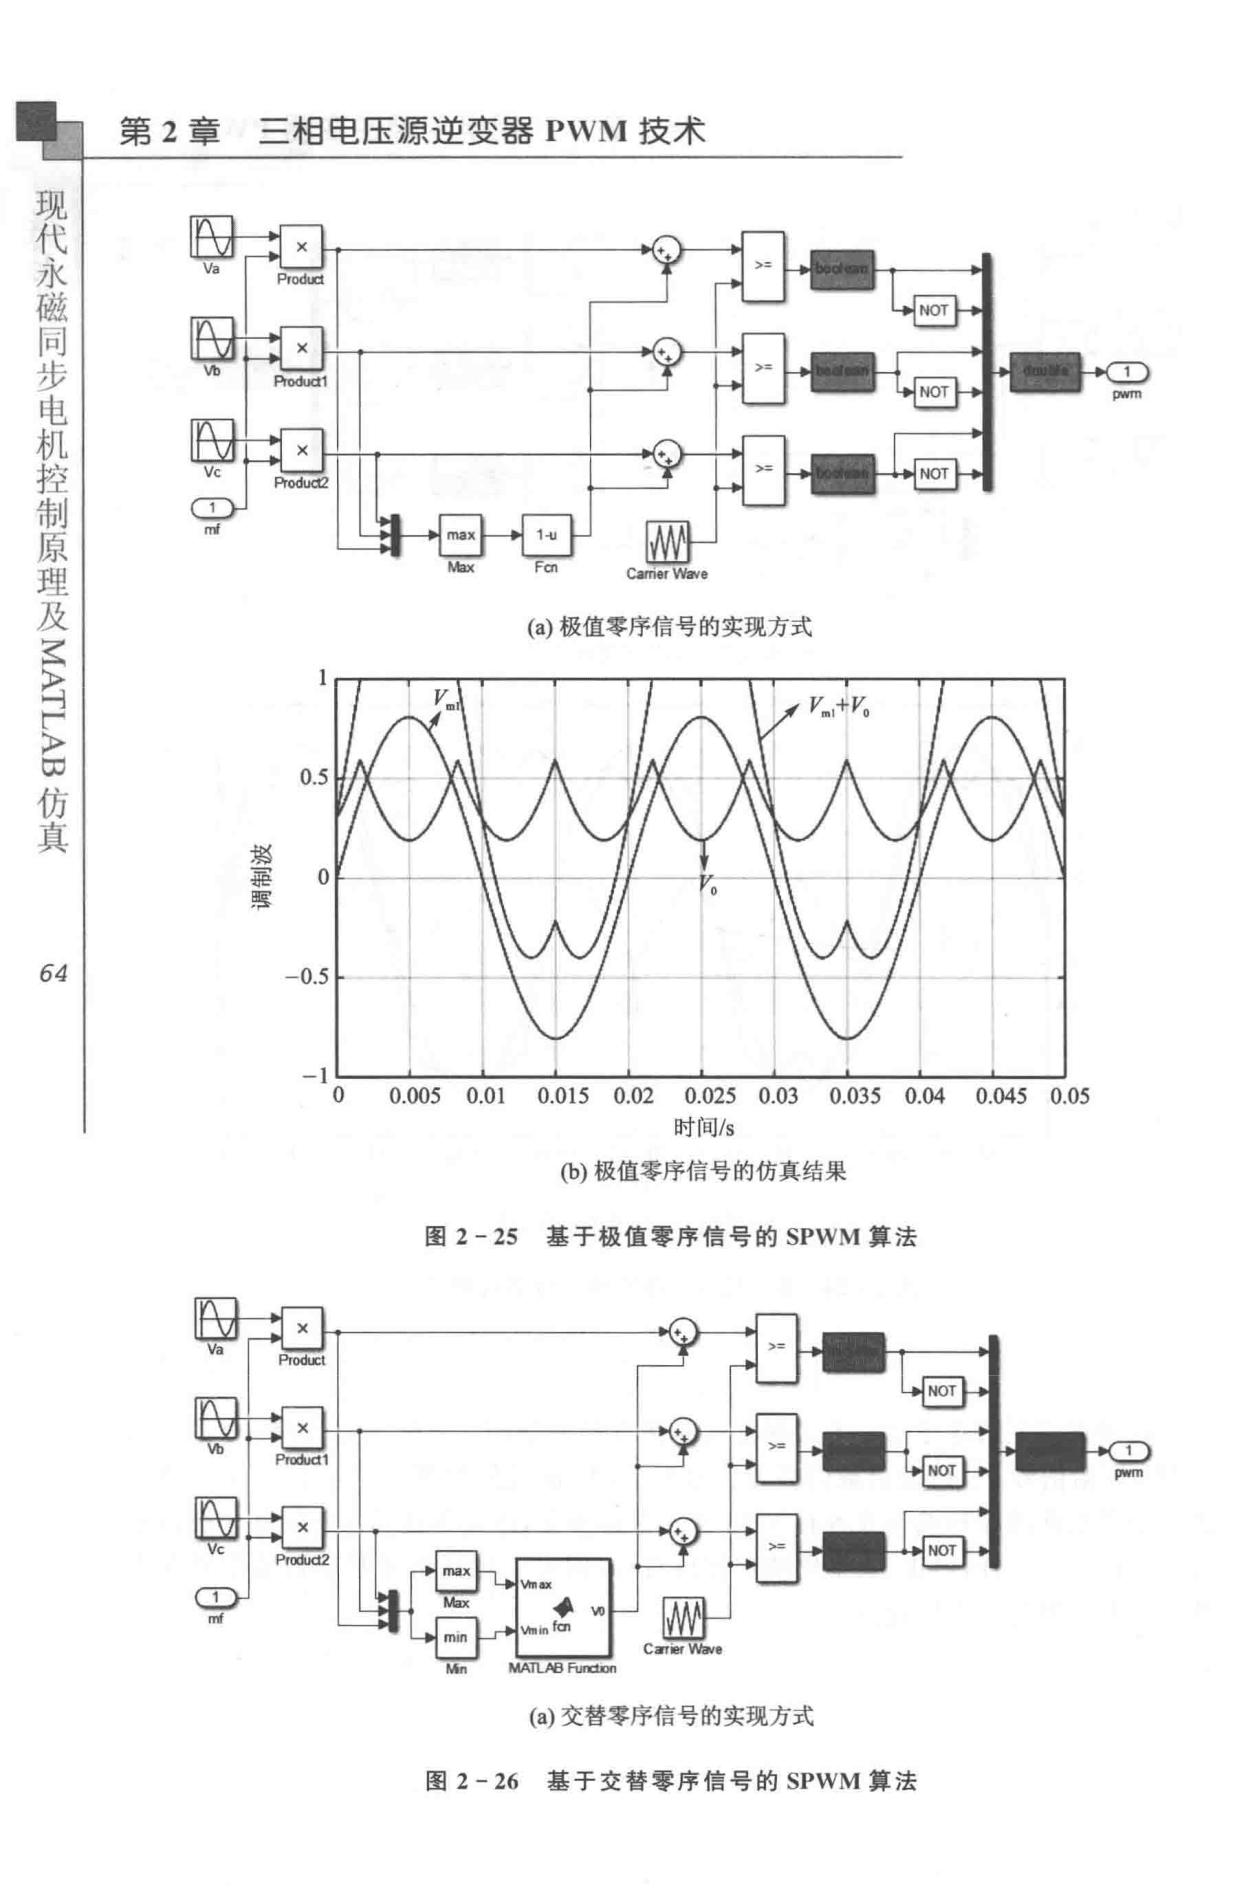 第 2 章 三相电压源逆变器 PWM 技术
现代永磁同步电机控制原理及MATLAB仿真
64
Va
×
Product
++
>=
boolean
NOT
Vb
×
Product1
++
>=
boolean
NOT
double
1
pwm
Vc
×
Product2
++
>=
boolean
NOT
1
mf
max
Max
1-u
Fcn
Carrier Wave
(a) 极值零序信号的实现方式
1
0.5
0
−0.5
−1
调制波
Vm1
Vm1+V0
V0
0 0.005 0.01 0.015 0.02 0.025 0.03 0.035 0.04 0.045 0.05
时间/s
(b) 极值零序信号的仿真结果
图 2－25 基于极值零序信号的 SPWM 算法
Va
×
Product
++
>=
NOT
Vb
×
Product1
++
>=
NOT
1
pwm
Vc
×
Product2
++
>=
NOT
1
mf
max
Max
min
Min
Vmax
Vmin
fcn
V0
MATLAB Function
Carrier Wave
(a) 交替零序信号的实现方式
图 2－26 基于交替零序信号的 SPWM 算法